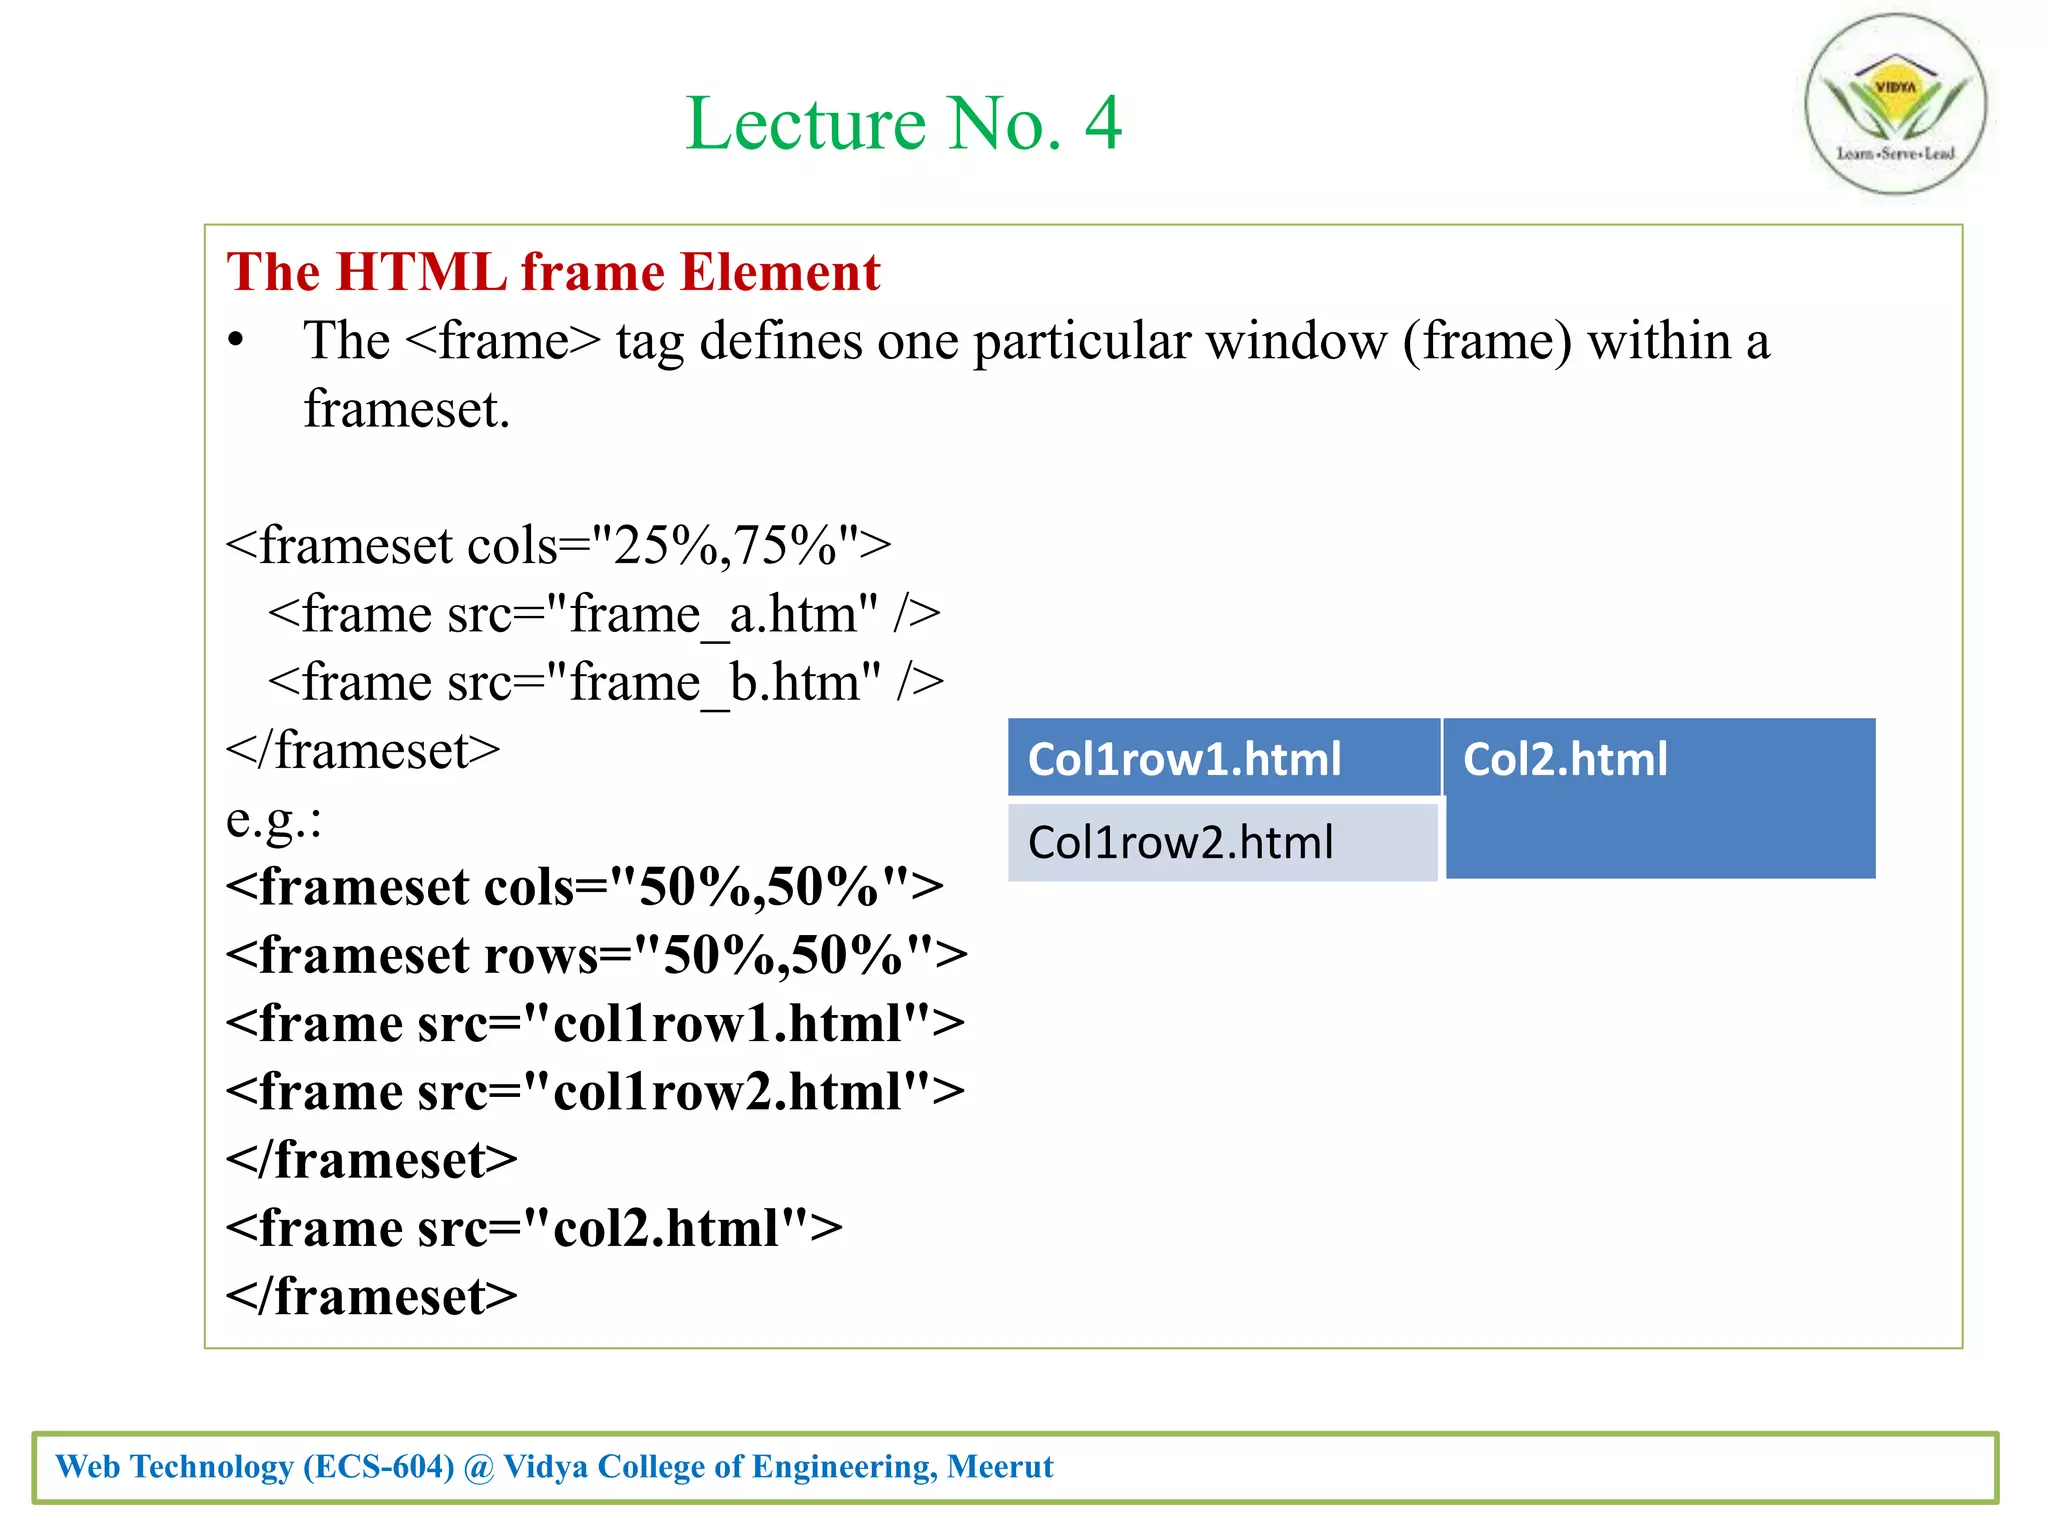 Lecture No. 4
VIDYA
Learn•Serve•Lead
The HTML frame Element
• The <frame> tag defines one particular window (frame) within a
frameset.
<frameset cols="25%,75%">
<frame src="frame_a.htm" />
<frame src="frame_b.htm" />
</frameset>
e.g.:
<frameset cols="50%,50%">
<frameset rows="50%,50%">
<frame src="col1row1.html">
<frame src="col1row2.html">
</frameset>
<frame src="col2.html">
</frameset>
Col1row1.html Col2.html
Col1row2.html
Web Technology (ECS-604) @ Vidya College of Engineering, Meerut